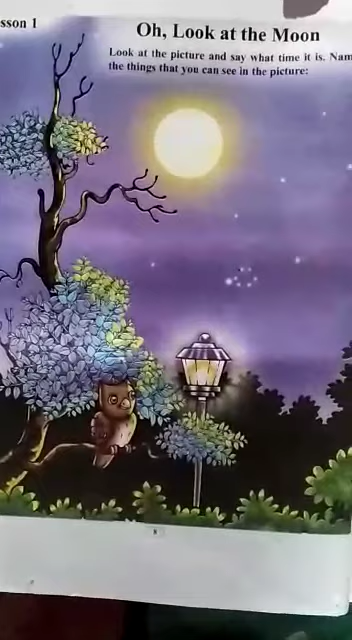 sson 1
Oh, Look at the Moon
Look at the picture and say what time it is. Nam
the things that you can see in the picture: